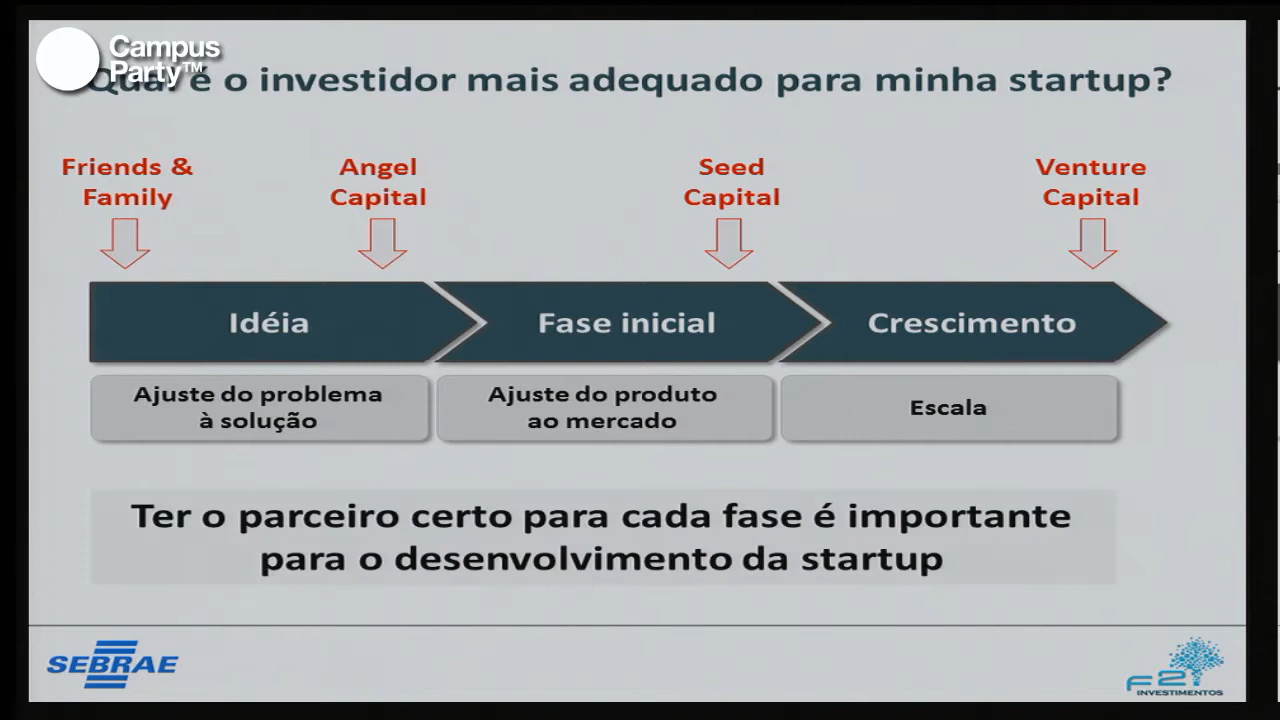 Campus
Party™
Qual é o investidor mais adequado para minha startup?
Friends &
Family
Angel
Capital
Seed
Capital
Venture
Capital
Idéia
Fase inicial
Crescimento
Ajuste do problema
à solução
Ajuste do produto
ao mercado
Escala
Ter o parceiro certo para cada fase é importante
para o desenvolvimento da startup
SEBRAE
INVESTIMENTOS